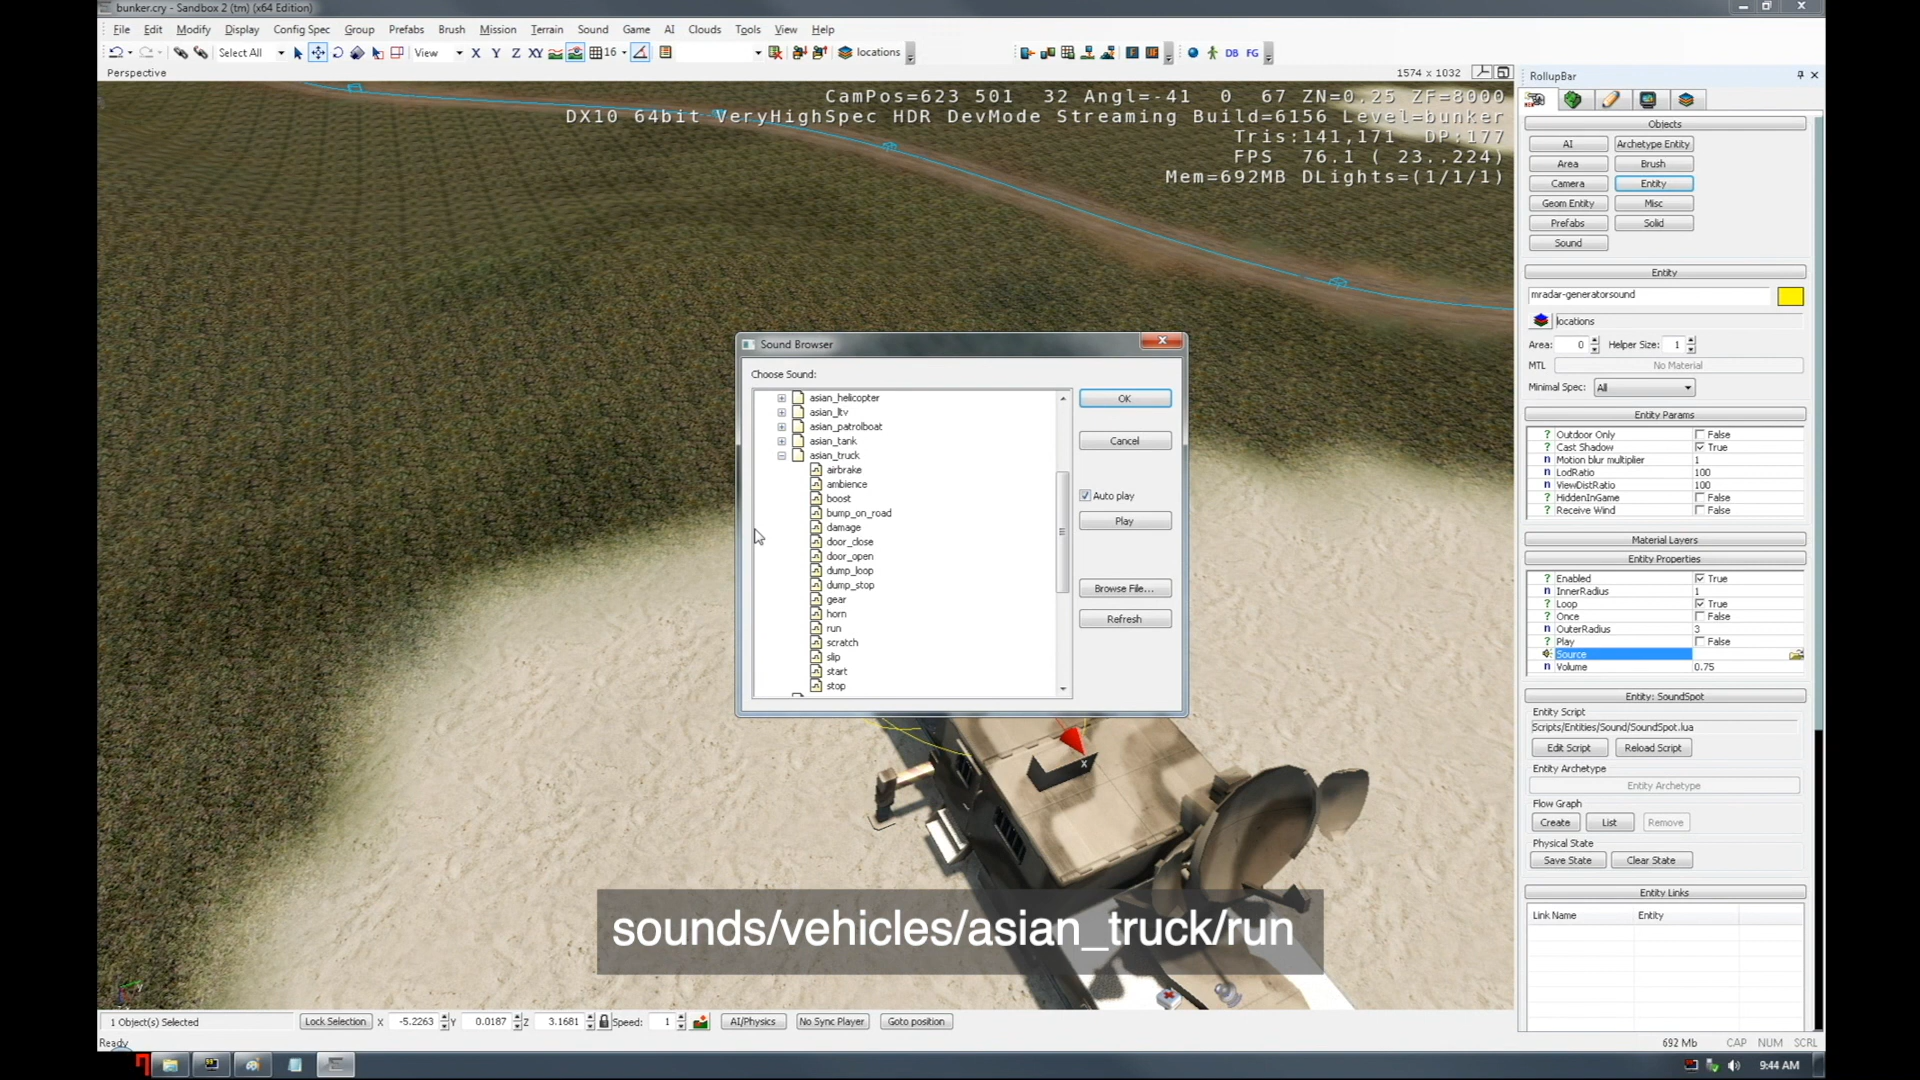 bunker.cry - Sandbox 2 (tm) (x64 Edition)
File Edit Modify Display Config Spec Group Prefabs Brush Mission Terrain Sound Game AI Clouds Tools View Help
Select All View X Y Z XY 16 locations DB FG
Perspective 1574 x 1032
CamPos=623 501 32 Angl=-41 0 67 ZN=0.25 ZF=8000
DX10 64bit VeryHighSpec HDR DevMode Streaming Build=6156 Level=bunker
Tris:141,171 DP:177
FPS 76.1 ( 23..224)
Mem=692MB DLights=(1/1/1)
Sound Browser
Choose Sound:
asian_helicopter
asian_ltv
asian_patrolboat
asian_tank
asian_truck
airbrake
ambience
boost
bump_on_road
damage
door_close
door_open
dump_loop
dump_stop
gear
horn
run
scratch
slip
start
stop
OK
Cancel
Auto play
Play
Browse File...
Refresh
x
sounds/vehicles/asian_truck/run
RollupBar
Objects
AI Archetype Entity
Area Brush
Camera Entity
Geom Entity Misc
Prefabs Solid
Sound
Entity
mradar-generatorsound
locations
Area: 0 Helper Size: 1
MTL No Material
Minimal Spec: All
Entity Params
? Outdoor Only False
? Cast Shadow True
n Motion blur multiplier 1
n LodRatio 100
n ViewDistRatio 100
? HiddenInGame False
? Receive Wind False
Material Layers
Entity Properties
? Enabled True
n InnerRadius 1
? Loop True
? Once False
n OuterRadius 3
? Play False
Source
n Volume 0.75
Entity: SoundSpot
Entity Script
Scripts/Entities/Sound/SoundSpot.lua
Edit Script Reload Script
Entity Archetype
Entity Archetype
Flow Graph
Create List Remove
Physical State
Save State Clear State
Entity Links
Link Name Entity
1 Object(s) Selected Lock Selection X -5.2263 Y 0.0187 Z 3.1681 Speed: 1 AI/Physics No Sync Player Goto position
Ready 692 Mb CAP NUM SCRL
9:44 AM